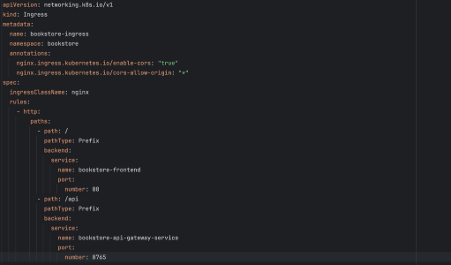 apiVersion: networking.k8s.io/v1
kind: Ingress
metadata:
  name: bookstore-ingress
  namespace: bookstore
  annotations:
    nginx.ingress.kubernetes.io/enable-cors: "true"
    nginx.ingress.kubernetes.io/cors-allow-origin: "*"
spec:
  ingressClassName: nginx
  rules:
    - http:
        paths:
          - path: /
            pathType: Prefix
            backend:
              service:
                name: bookstore-frontend
                port:
                  number: 80
          - path: /api
            pathType: Prefix
            backend:
              service:
                name: bookstore-api-gateway-service
                port:
                  number: 8765